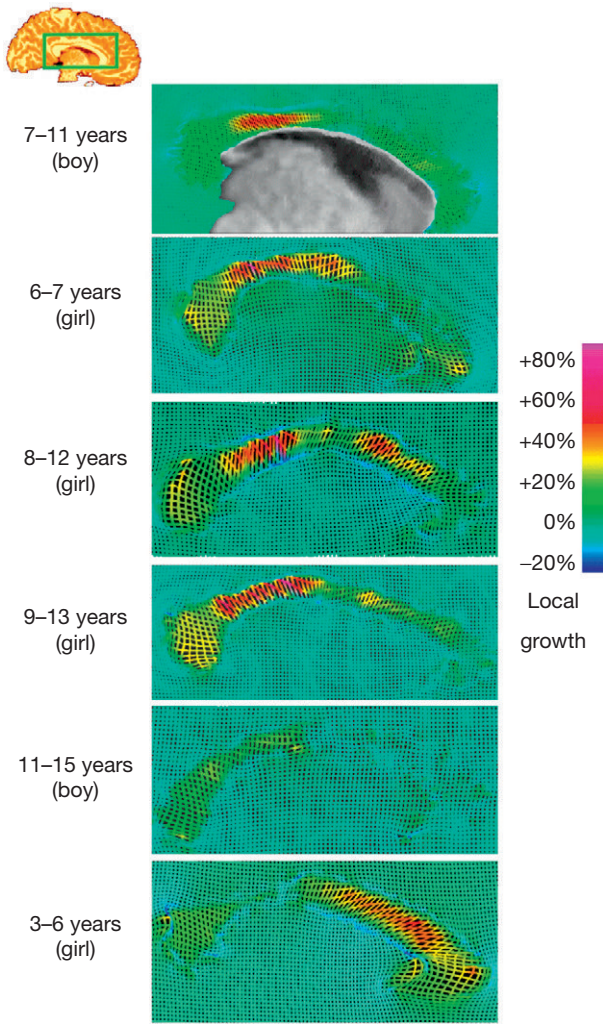 7–11 years
(boy)
6–7 years
(girl)
8–12 years
(girl)
9–13 years
(girl)
11–15 years
(boy)
3–6 years
(girl)
+80%
+60%
+40%
+20%
0%
–20%
Local
growth